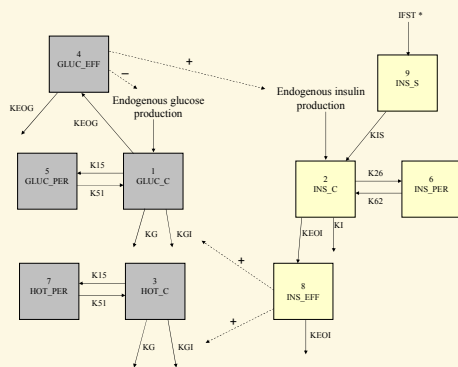 IFST *
4
GLUC_EFF
+
–
9
INS_S
KEOG
KEOG
Endogenous glucose
production
Endogenous insulin
production
KIS
5
GLUC_PER
K15
K51
1
GLUC_C
2
INS_C
K26
K62
6
INS_PER
KG
KGI
KEOI
KI
+
7
HOT_PER
K15
K51
3
HOT_C
8
INS_EFF
+
KG
KGI
KEOI